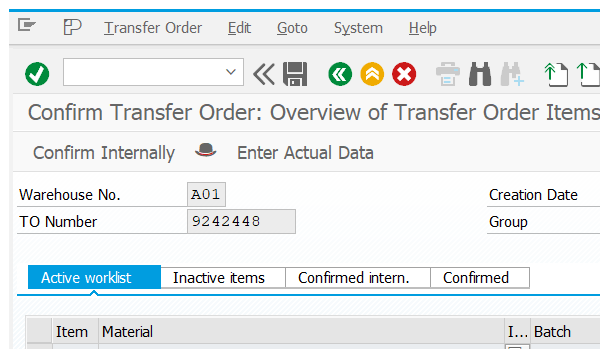 Transfer Order Edit Goto System Help
Confirm Transfer Order: Overview of Transfer Order Items
Confirm Internally Enter Actual Data
Warehouse No. A01 Creation Date
TO Number 9242448 Group
Active worklist Inactive items Confirmed intern. Confirmed
Item Material I... Batch